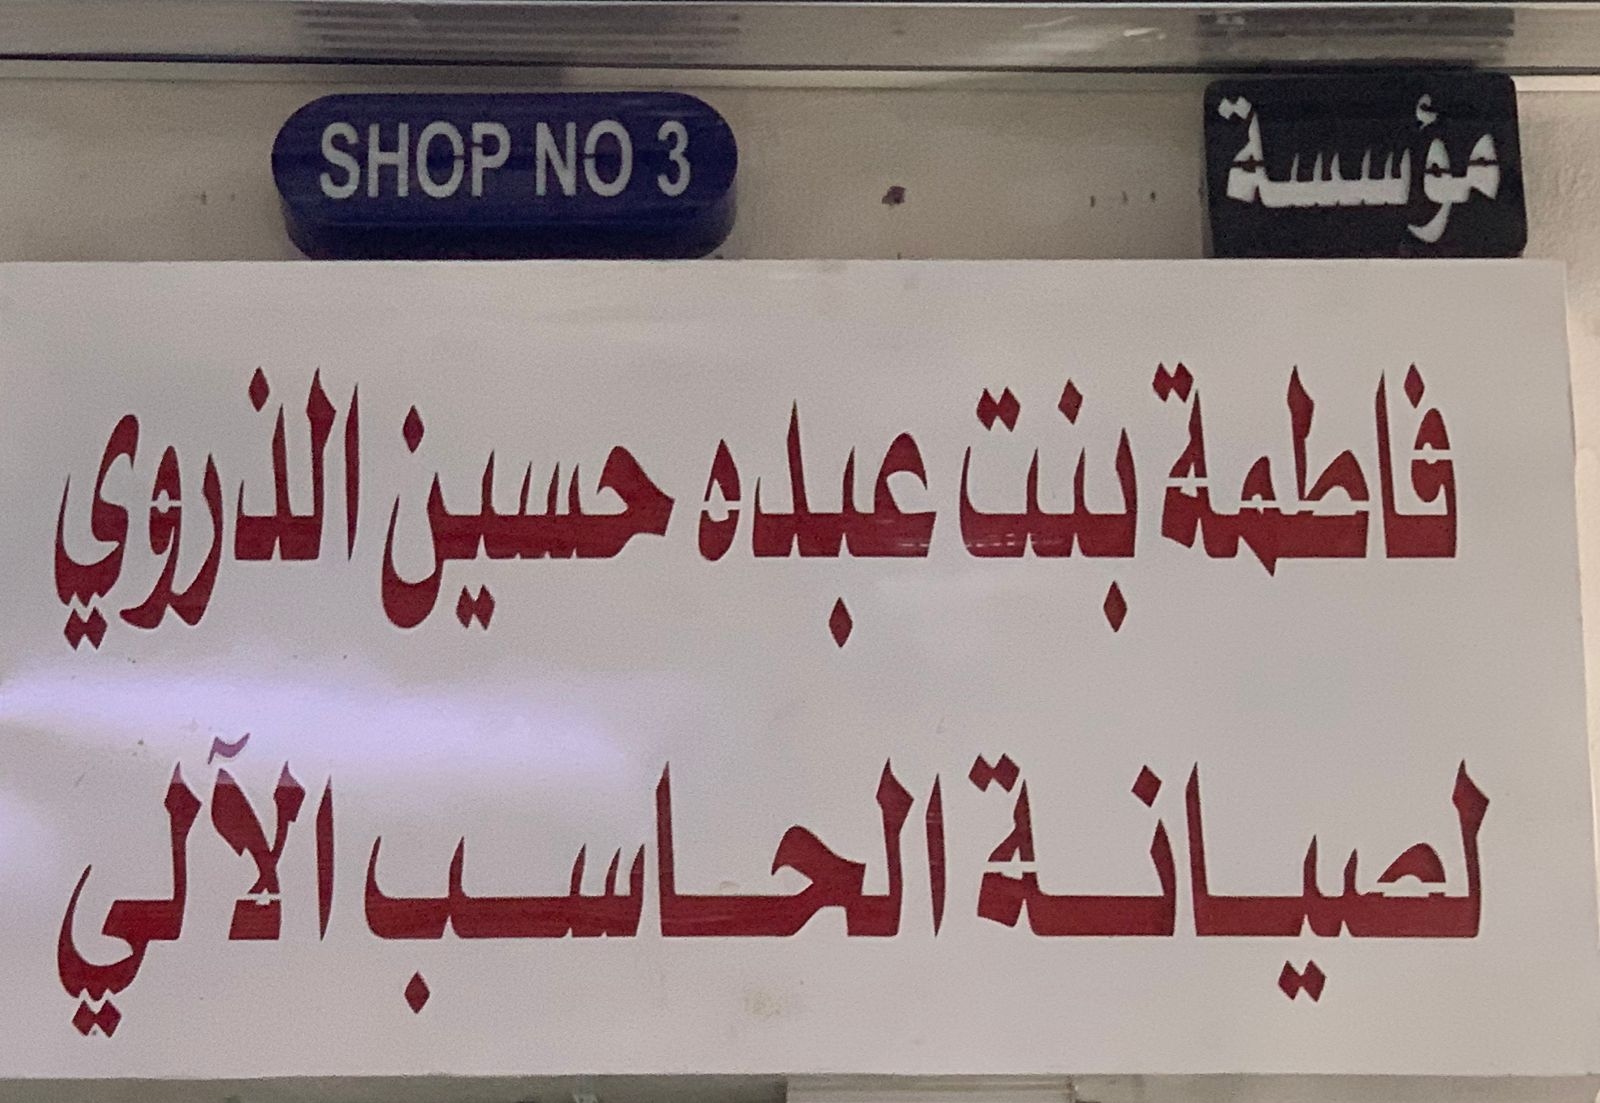 SHOP NO 3
مؤسسة
فاطمة بنت عبده حسين الذروي
لصيانة الحاسب الآلي